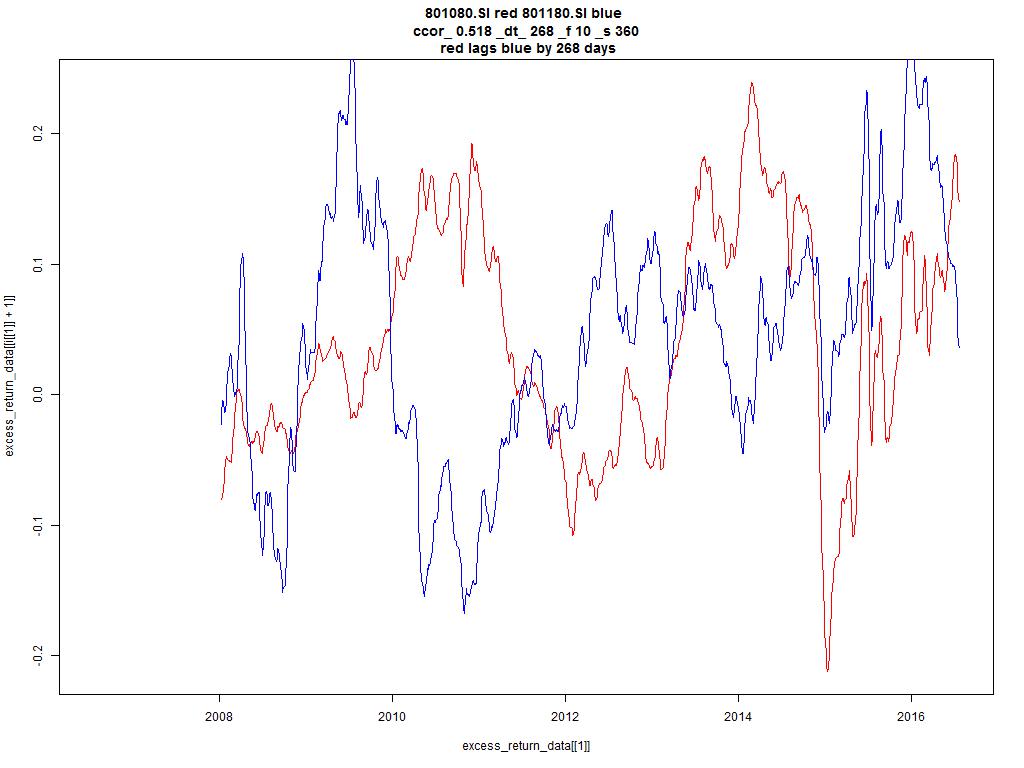 801080.SI red 801180.SI blue
ccor_ 0.518 _dt_ 268 _f 10 _s 360
red lags blue by 268 days
0.2
0.1
0.0
-0.1
-0.2
excess_return_data[[i[[1]] + 1]]
2008 2010 2012 2014 2016
excess_return_data[[1]]